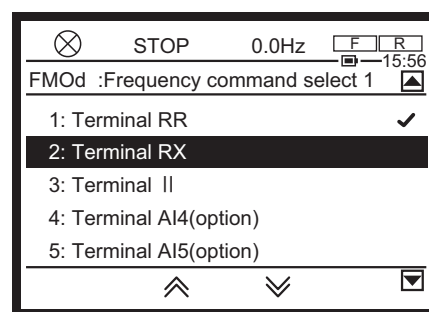 STOP 0.0Hz F R
15:56
FMOd :Frequency command select 1
1: Terminal RR
2: Terminal RX
3: Terminal II
4: Terminal AI4(option)
5: Terminal AI5(option)